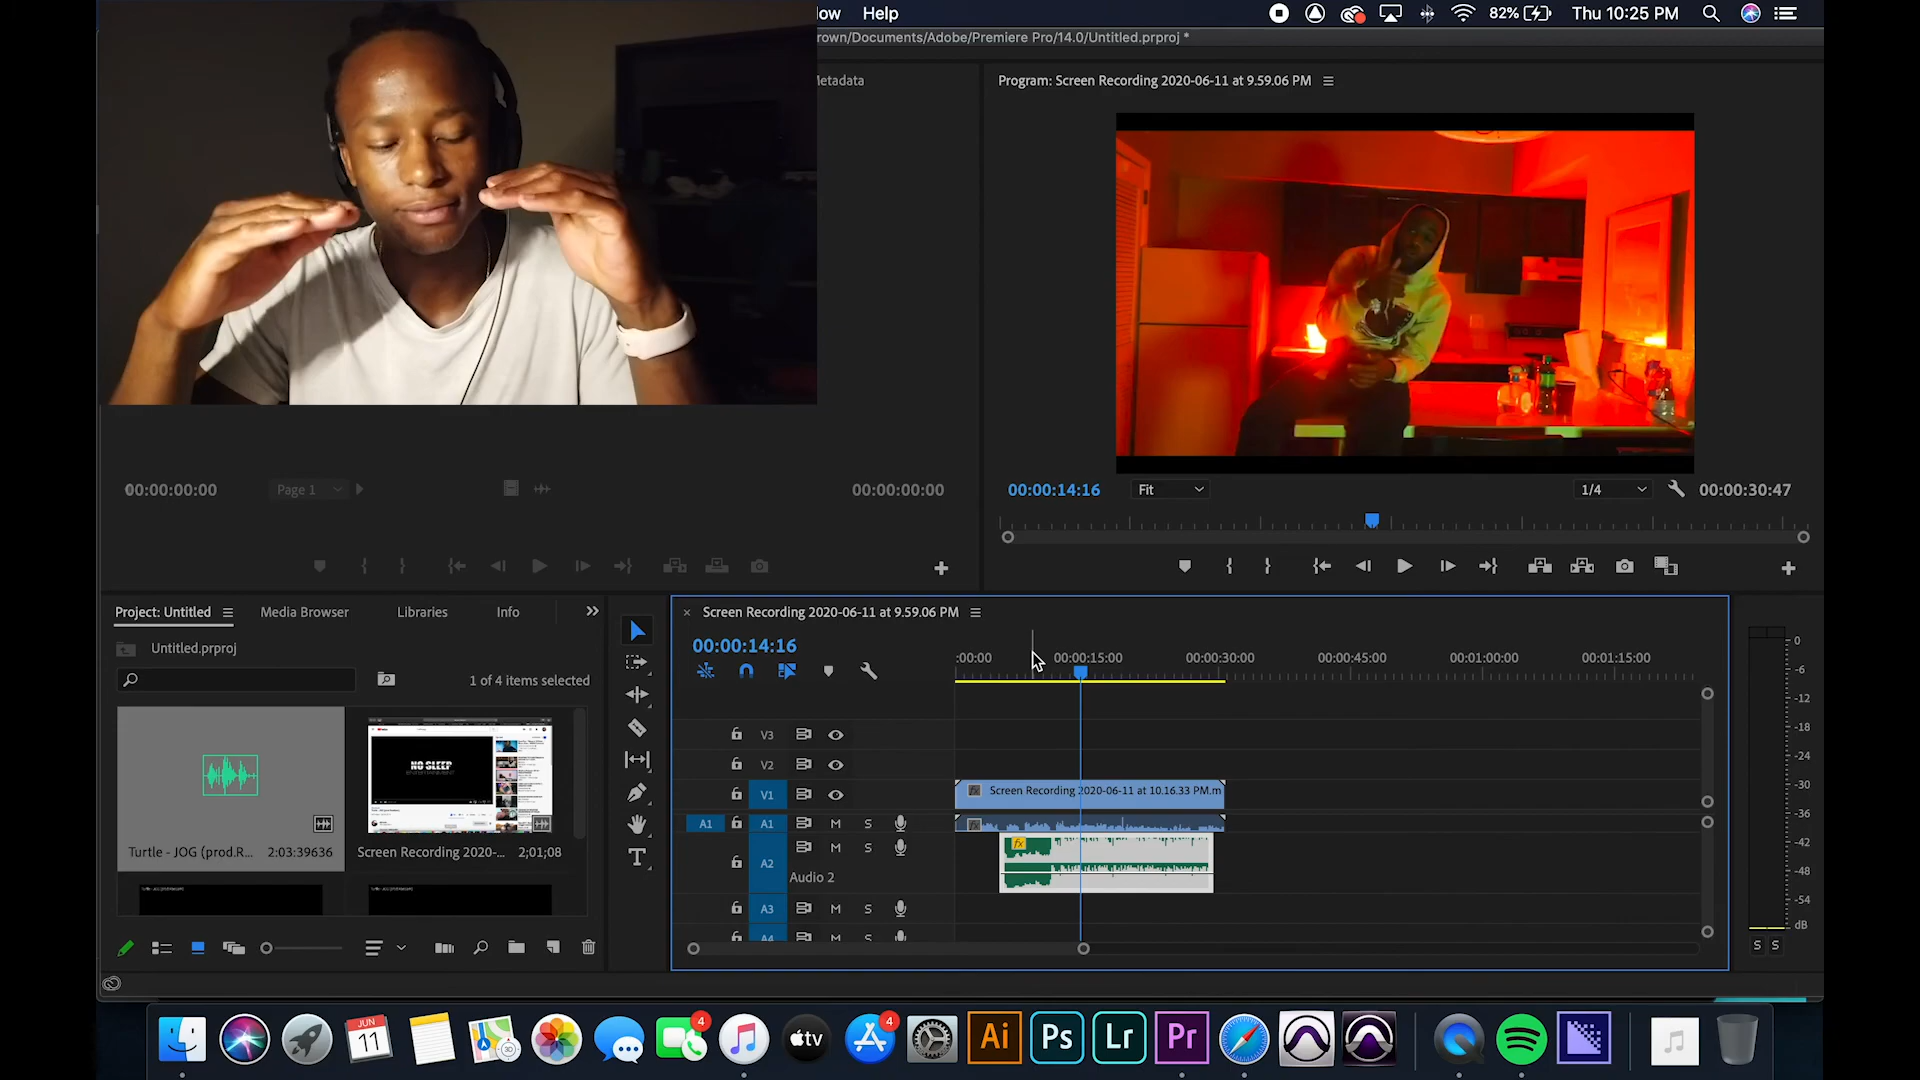 low Help 82% Thu 10:25 PM
rown/Documents/Adobe/Premiere Pro/14.0/Untitled.prproj *
Metadata
Program: Screen Recording 2020-06-11 at 9.59.06 PM
00:00:00:00 Page 1 00:00:00:00
00:00:14:16 Fit 1/4 00:00:30:47
Project: Untitled Media Browser Libraries Info
Screen Recording 2020-06-11 at 9.59.06 PM
Untitled.prproj
00:00:14:16
:00:00 00:00:15:00 00:00:30:00 00:00:45:00 00:01:00:00 00:01:15:00
1 of 4 items selected
V3
V2
V1
Screen Recording 2020-06-11 at 10.16.33 PM.m
NO SLEEP
A1 A1 M S
fx
A2 M S
Audio 2
A3 M S
A4 M S
Turtle - JOG (prod.R... 2:03:39636
Screen Recording 2020-... 2;01;08
0
-6
-12
-18
-24
-30
-36
-42
-48
-54
dB
S S
JUN
11
4
tv
4
Ai
Ps
Lr
Pr